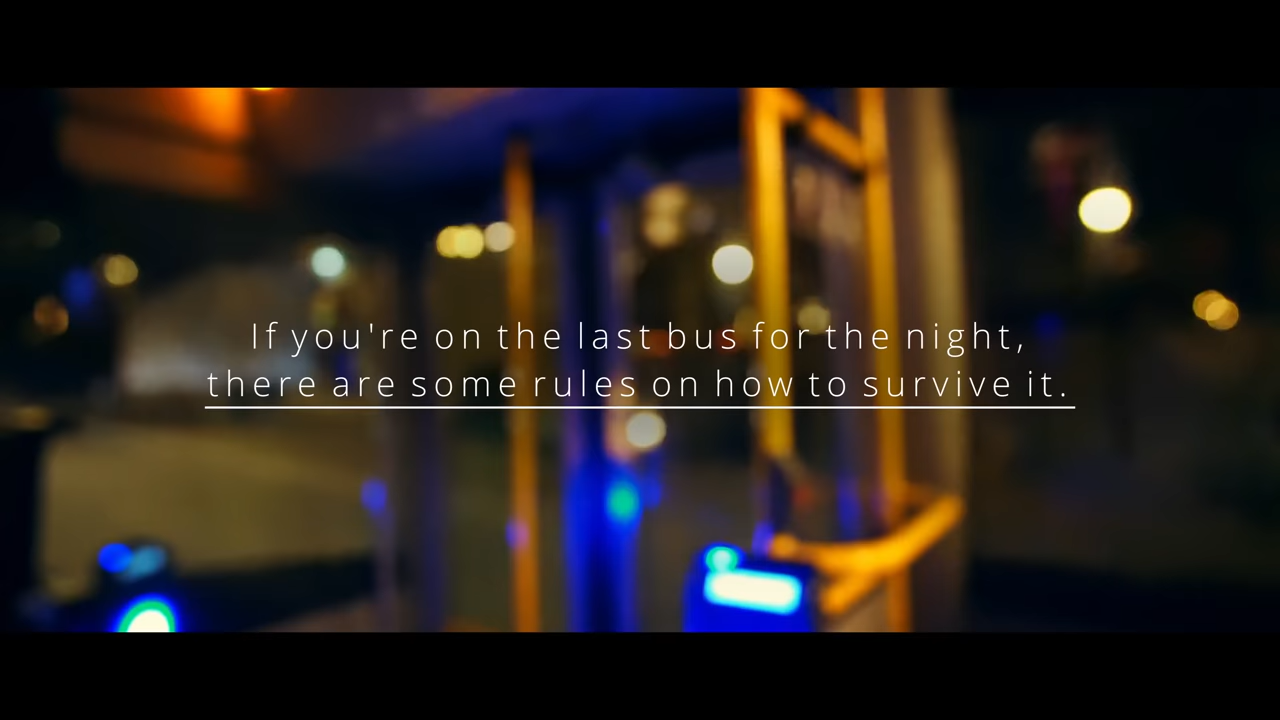 If you're on the last bus for the night,
there are some rules on how to survive it.